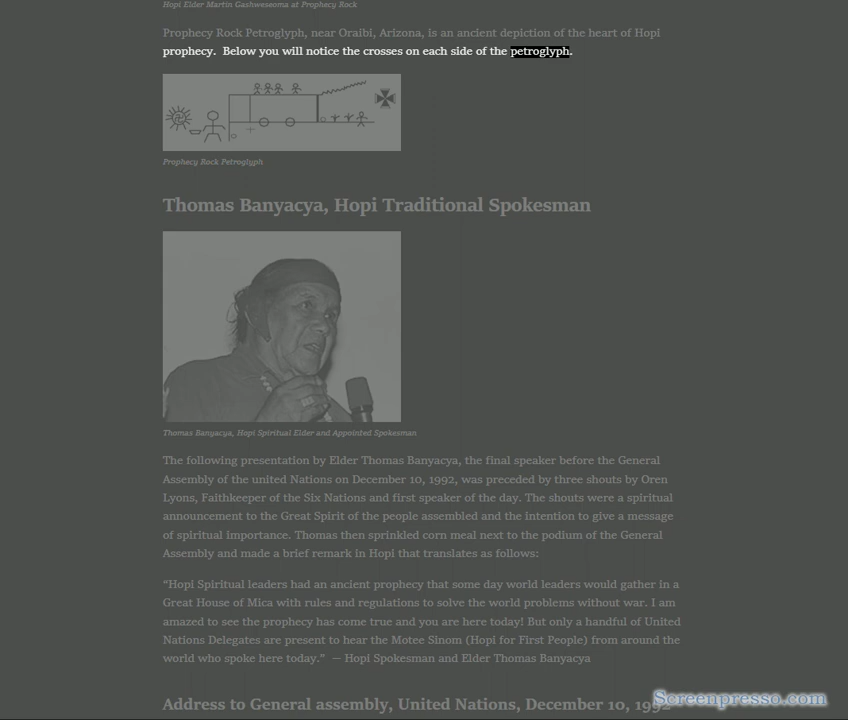 Hopi Elder Martin Gashweseoma at Prophecy Rock
Prophecy Rock Petroglyph, near Oraibi, Arizona, is an ancient depiction of the heart of Hopi
prophecy.  Below you will notice the crosses on each side of the petroglyph.
Prophecy Rock Petroglyph
Thomas Banyacya, Hopi Traditional Spokesman
Thomas Banyacya, Hopi Spiritual Elder and Appointed Spokesman
The following presentation by Elder Thomas Banyacya, the final speaker before the General
Assembly of the united Nations on December 10, 1992, was preceded by three shouts by Oren
Lyons, Faithkeeper of the Six Nations and first speaker of the day. The shouts were a spiritual
announcement to the Great Spirit of the people assembled and the intention to give a message
of spiritual importance. Thomas then sprinkled corn meal next to the podium of the General
Assembly and made a brief remark in Hopi that translates as follows:
“Hopi Spiritual leaders had an ancient prophecy that some day world leaders would gather in a
Great House of Mica with rules and regulations to solve the world problems without war. I am
amazed to see the prophecy has come true and you are here today! But only a handful of United
Nations Delegates are present to hear the Motee Sinom (Hopi for First People) from around the
world who spoke here today.”  — Hopi Spokesman and Elder Thomas Banyacya
Address to General assembly, United Nations, December 10, 1992
Screenpresso.com